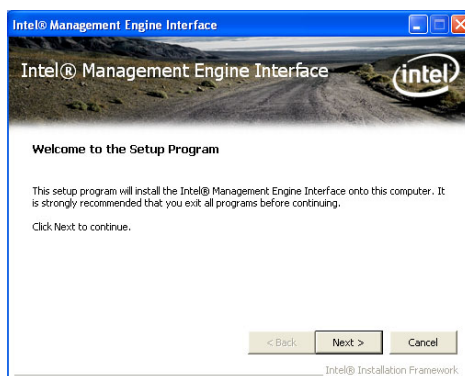 Intel® Management Engine Interface
Intel® Management Engine Interface
intel
Welcome to the Setup Program
This setup program will install the Intel® Management Engine Interface onto this computer. It
is strongly recommended that you exit all programs before continuing.
Click Next to continue.
< Back
Next >
Cancel
Intel® Installation Framework